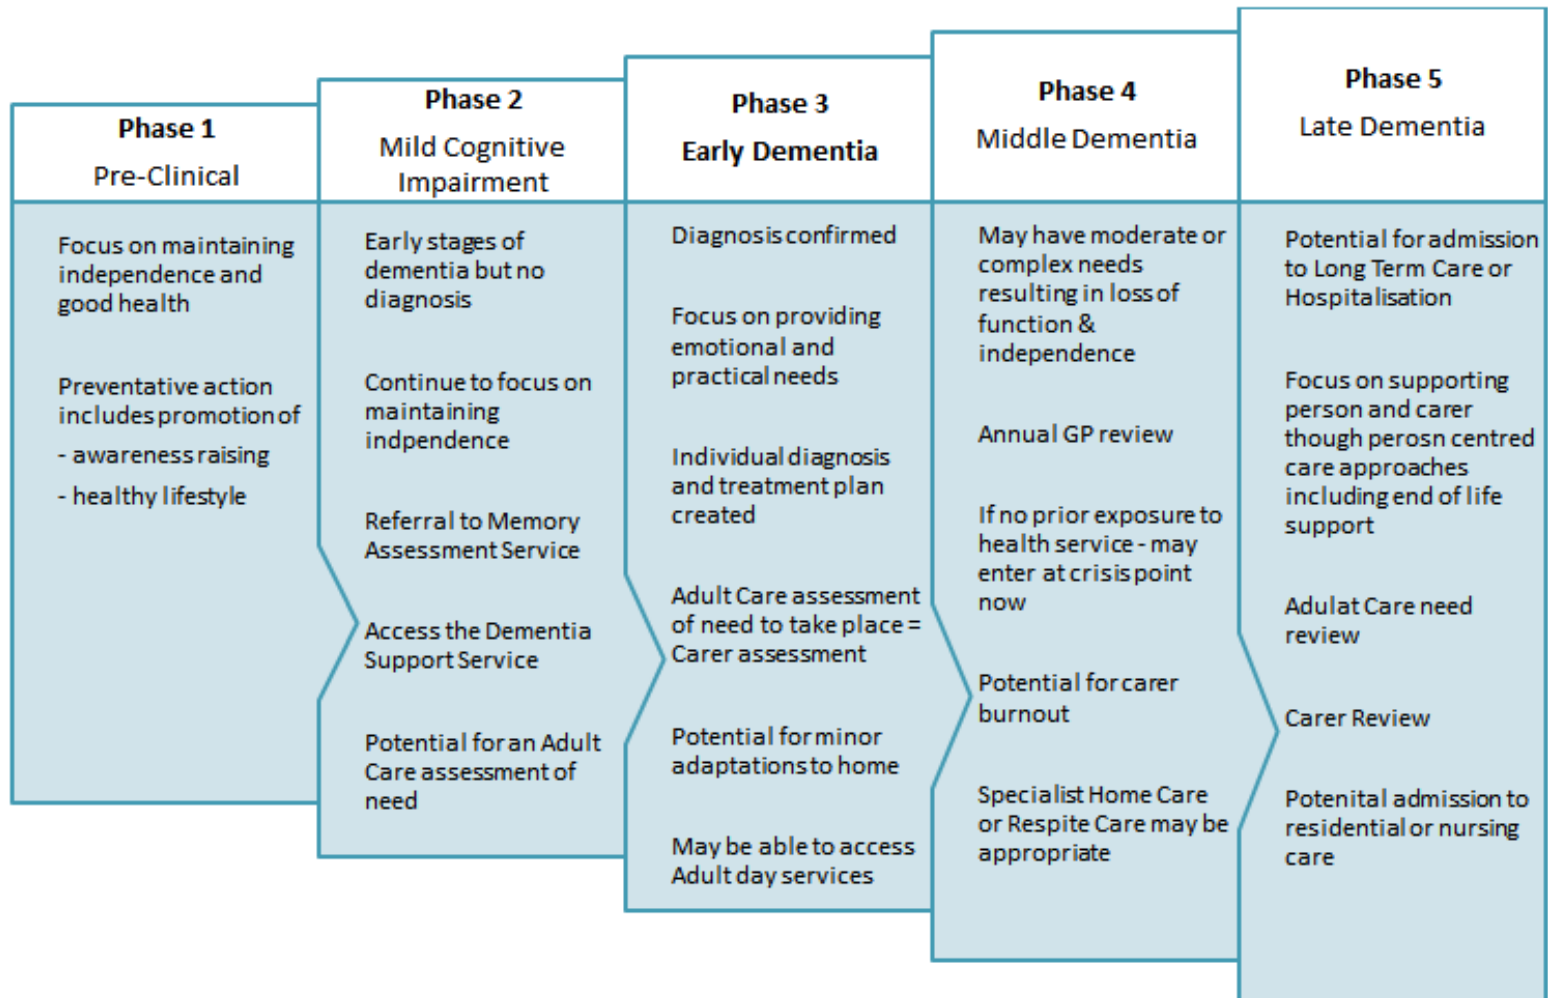 Phase 1
Pre-Clinical
Focus on maintaining
independence and
good health
Preventative action
includes promotion of
- awareness raising
- healthy lifestyle
Phase 2
Mild Cognitive
Impairment
Early stages of
dementia but no
diagnosis
Continue to focus on
maintaining
indpendence
Referral to Memory
Assessment Service
Access the Dementia
Support Service
Potential for an Adult
Care assessment of
need
Phase 3
Early Dementia
Diagnosis confirmed
Focus on providing
emotional and
practical needs
Individual diagnosis
and treatment plan
created
Adult Care assessment
of need to take place =
Carer assessment
Potential for minor
adaptations to home
May be able to access
Adult day services
Phase 4
Middle Dementia
May have moderate or
complex needs
resulting in loss of
function &
independence
Annual GP review
If no prior exposure to
health service - may
enter at crisis point
now
Potential for carer
burnout
Specialist Home Care
or Respite Care may be
appropriate
Phase 5
Late Dementia
Potential for admission
to Long Term Care or
Hospitalisation
Focus on supporting
person and carer
though perosn centred
care approaches
including end of life
support
Adulat Care need
review
Carer Review
Potenital admission to
residential or nursing
care